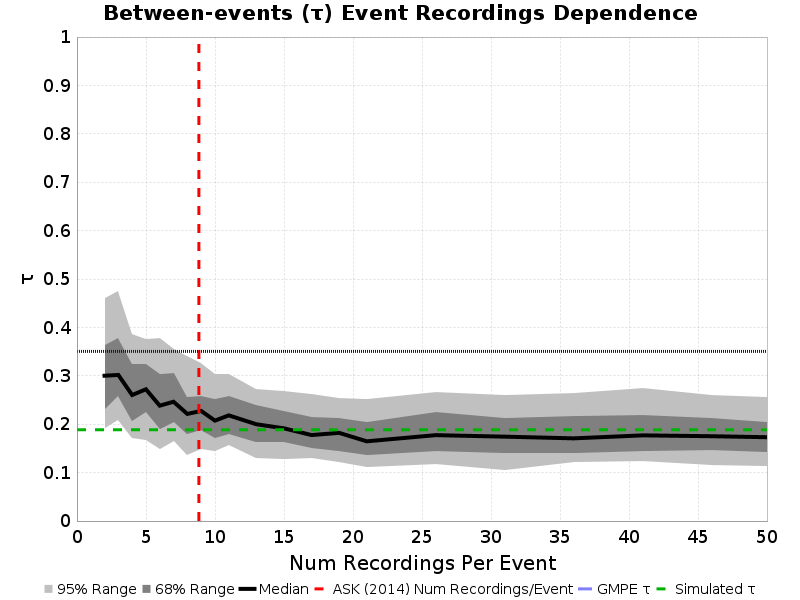 Between-events (τ) Event Recordings Dependence
1
0.9
0.8
0.7
0.6
τ
0.5
0.4
0.3
0.2
0.1
0
0 5 10 15 20 25 30 35 40 45 50
Num Recordings Per Event
95% Range 68% Range Median ASK (2014) Num Recordings/Event GMPE τ Simulated τ